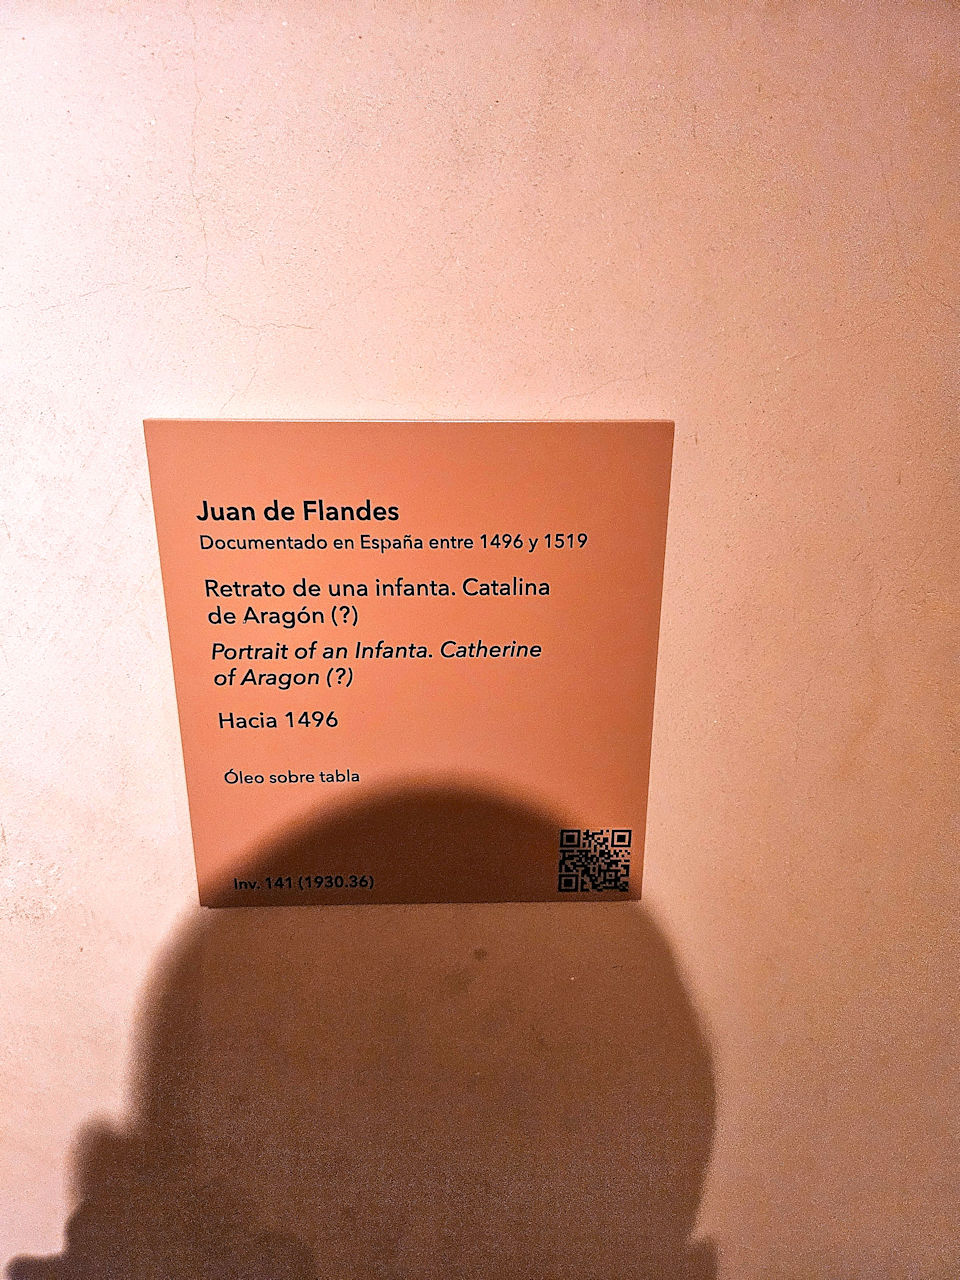 Juan de Flandes
Documentado en España entre 1496 y 1519
Retrato de una infanta. Catalina
de Aragón (?)
Portrait of an Infanta. Catherine
of Aragon (?)
Hacia 1496
Óleo sobre tabla
Inv. 141 (1930.36)